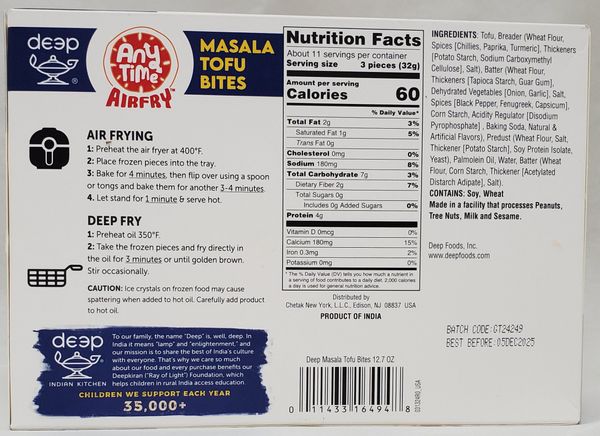 deep
®
Any
Time
AIRFRY™
MASALA
TOFU
BITES
AIR FRYING
1: Preheat the air fryer at 400°F.
2: Place frozen pieces into the tray.
3: Bake for 4 minutes, then flip over using a spoon
or tongs and bake them for another 3-4 minutes.
4: Let stand for 1 minute & serve hot.
DEEP FRY
1: Preheat oil 350°F.
2: Take the frozen pieces and fry directly in
the oil for 3 minutes or until golden brown.
Stir occasionally.
CAUTION: Ice crystals on frozen food may cause
spattering when added to hot oil. Carefully add product
to hot oil.
deep
®
INDIAN KITCHEN
To our family, the name "Deep" is, well, deep. In
India it means "lamp" and "enlightenment," and
our mission is to share the best of India's culture
with everyone. That's why we care so much
about our food and every purchase benefits our
Deepkiran ("Ray of Light") Foundation, which
helps children in rural India access education.
CHILDREN WE SUPPORT EACH YEAR
35,000+
Nutrition Facts
About 11 servings per container
Serving size 3 pieces (32g)
Amount per serving
Calories 60
% Daily Value*
Total Fat 2g 3%
Saturated Fat 1g 5%
Trans Fat 0g
Cholesterol 0mg 0%
Sodium 180mg 8%
Total Carbohydrate 7g 3%
Dietary Fiber 2g 7%
Total Sugars 0g
Includes 0g Added Sugars 0%
Protein 4g
Vitamin D 0mcg 0%
Calcium 180mg 15%
Iron 0.3mg 2%
Potassium 0mg 0%
* The % Daily Value (DV) tells you how much a nutrient in
a serving of food contributes to a daily diet. 2,000 calories
a day is used for general nutrition advice.
Distributed by
Chetak New York, L.L.C., Edison, NJ 08837 USA
PRODUCT OF INDIA
Deep Masala Tofu Bites 12.7 OZ
0 11433 16494 8
INGREDIENTS: Tofu, Breader (Wheat Flour,
Spices [Chillies, Paprika, Turmeric], Thickeners
[Potato Starch, Sodium Carboxymethyl
Cellulose], Salt), Batter (Wheat Flour,
Thickeners [Tapioca Starch, Guar Gum],
Dehydrated Vegetables [Onion, Garlic], Salt,
Spices [Black Pepper, Fenugreek, Capsicum],
Corn Starch, Acidity Regulator [Disodium
Pyrophosphate] , Baking Soda, Natural &
Artificial Flavors), Predust (Wheat Flour, Salt,
Thickener [Potato Starch], Soy Protein Isolate,
Yeast), Palmolein Oil, Water, Batter (Wheat
Flour, Corn Starch, Thickener [Acetylated
Distarch Adipate], Salt).
CONTAINS: Soy, Wheat
Made in a facility that processes Peanuts,
Tree Nuts, Milk and Sesame.
Deep Foods, Inc.
www.deepfoods.com
BATCH CODE:GT24249
BEST BEFORE:05DEC2025